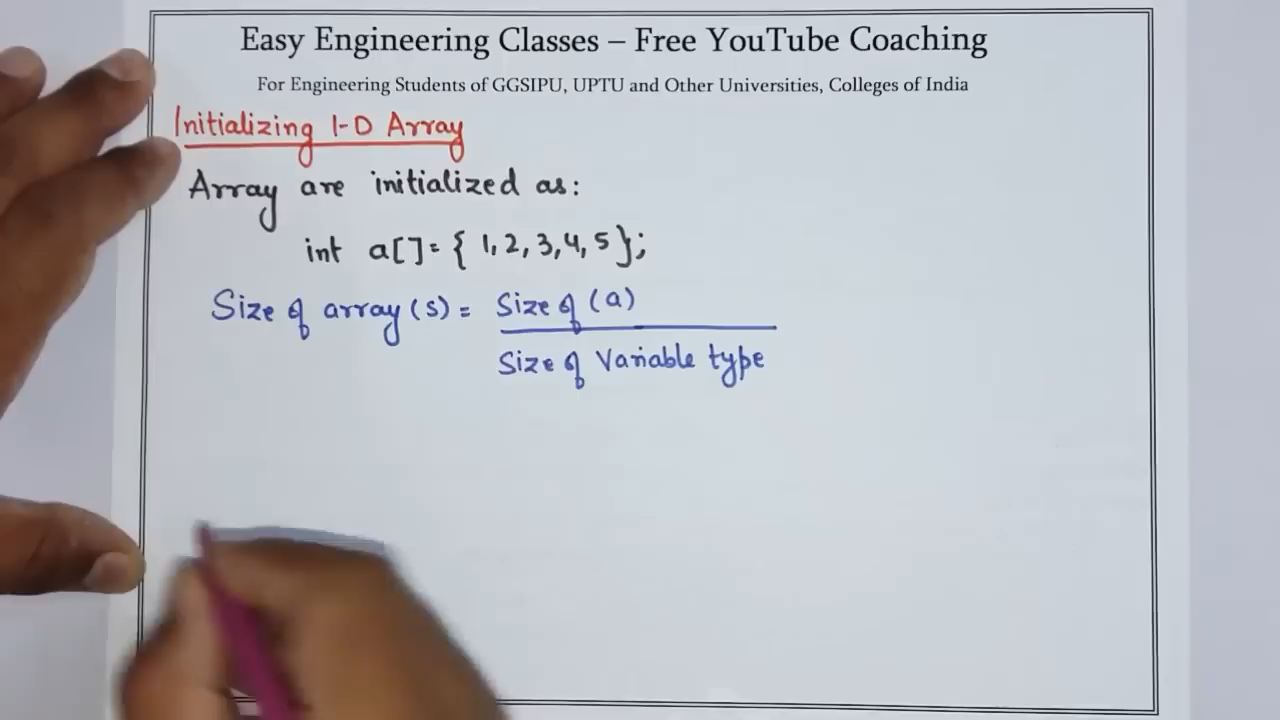 Easy Engineering Classes – Free YouTube Coaching
For Engineering Students of GGSIPU, UPTU and Other Universities, Colleges of India
Initializing 1-D Array
Array are initialized as:
int a[]= { 1, 2, 3, 4, 5 };
Size of array (s) = Size of (a)
Size of Variable type